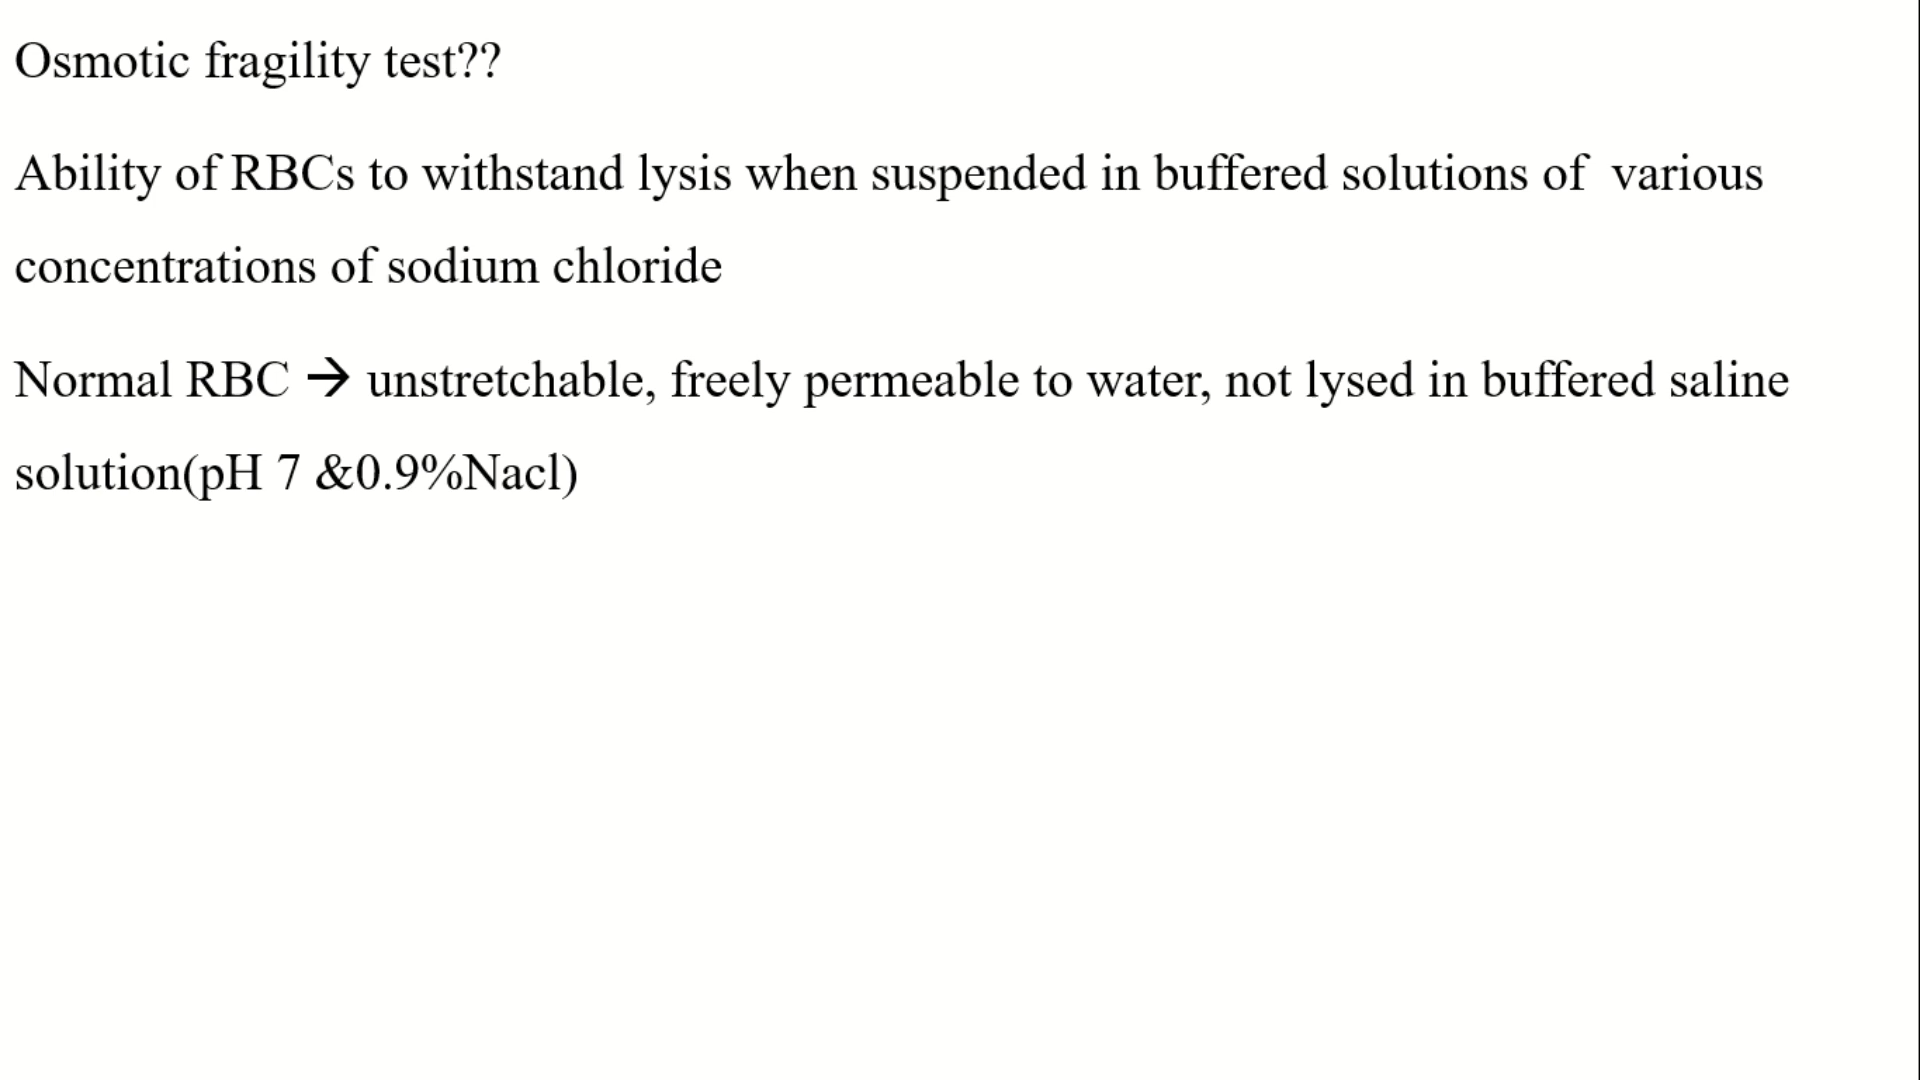 Osmotic fragility test??
Ability of RBCs to withstand lysis when suspended in buffered solutions of  various
concentrations of sodium chloride
Normal RBC → unstretchable, freely permeable to water, not lysed in buffered saline
solution(pH 7 &0.9%Nacl)